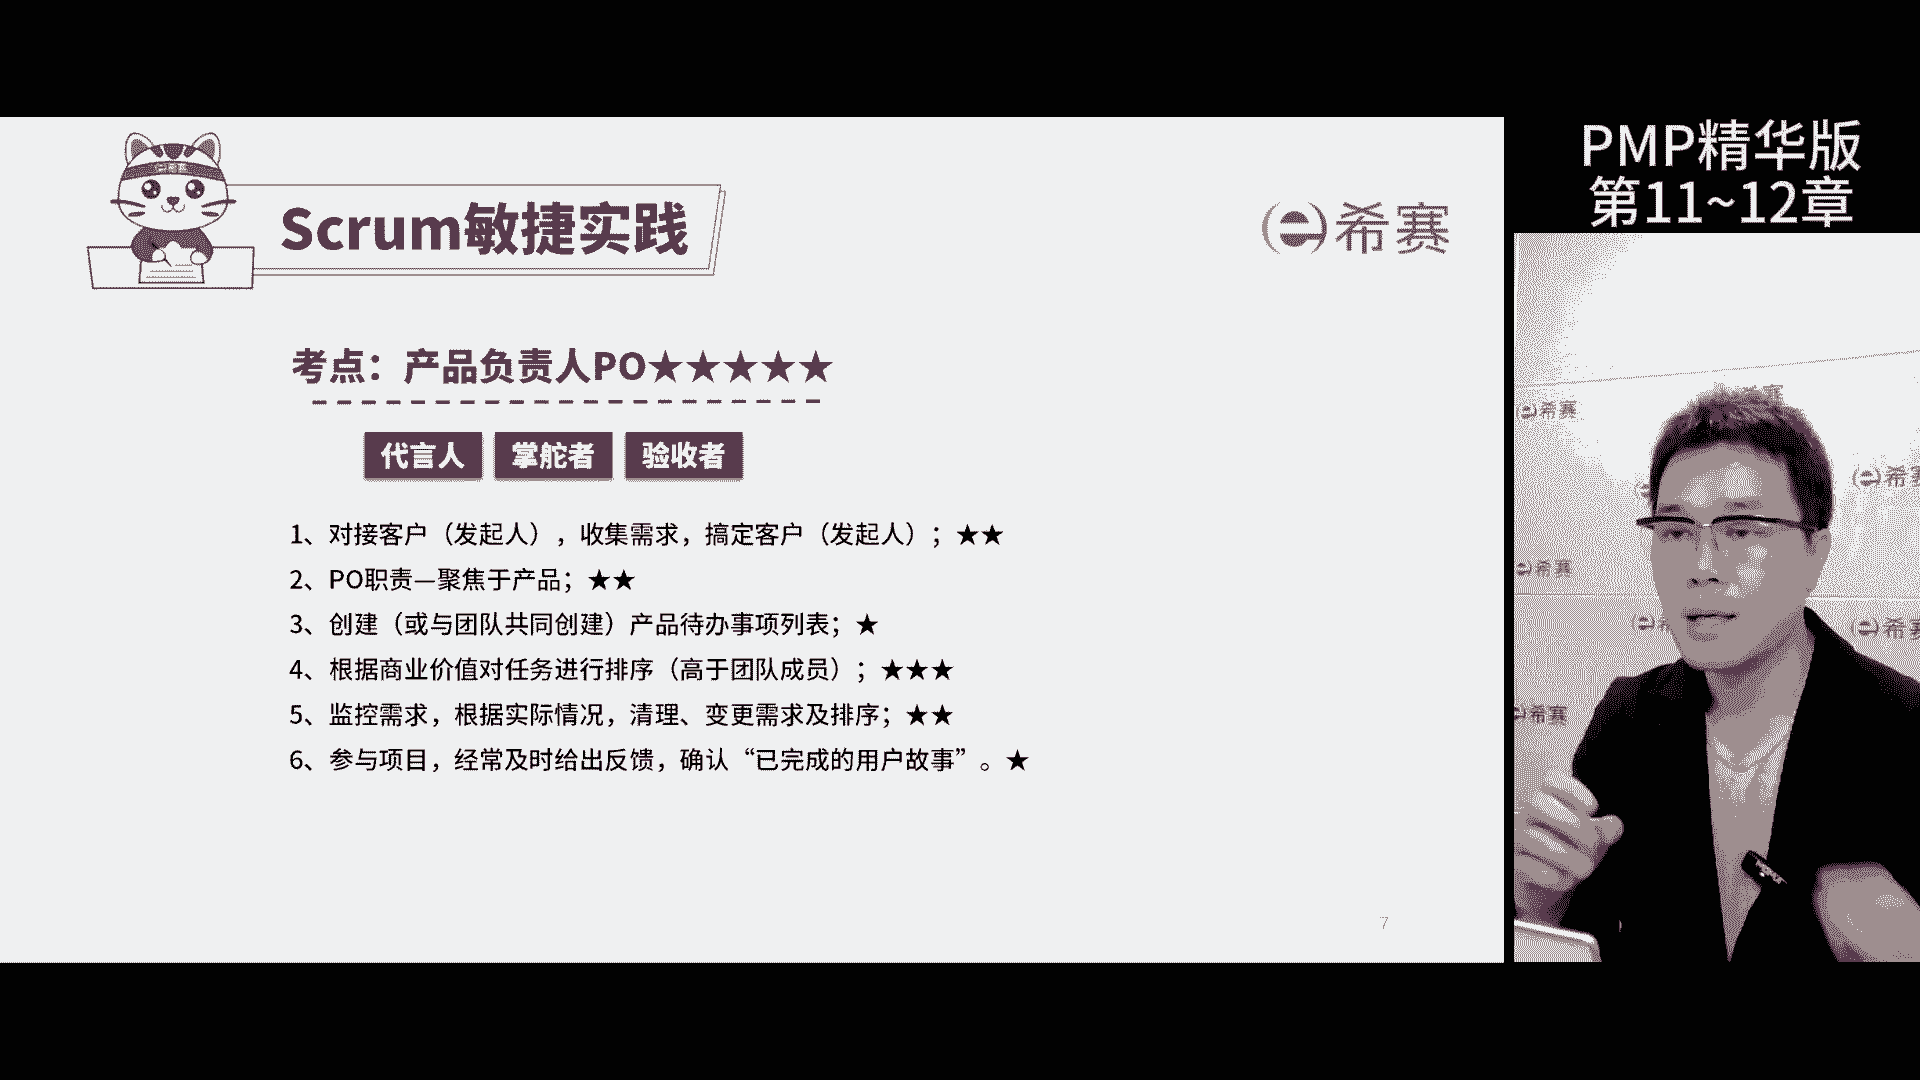 PMP精华版
第11~12章
Scrum敏捷实践
希赛
考点：产品负责人PO★★★★★
代言人 掌舵者 验收者
1、对接客户（发起人），收集需求，搞定客户（发起人）；★★
2、PO职责—聚焦于产品；★★
3、创建（或与团队共同创建）产品待办事项列表；★
4、根据商业价值对任务进行排序（高于团队成员）；★★★
5、监控需求，根据实际情况，清理、变更需求及排序；★★
6、参与项目，经常及时给出反馈，确认“已完成的用户故事”。★
7
希赛
希赛
希赛
希赛
希赛
希赛